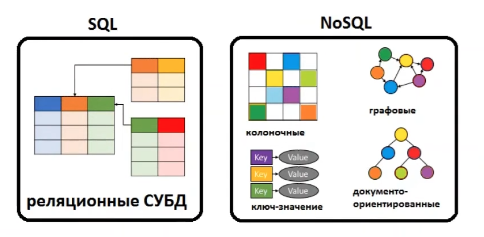 SQL
реляционные СУБД
NoSQL
колоночные
графовые
Key Value
Key Value
Key Value
ключ-значение
документо-
ориентированные